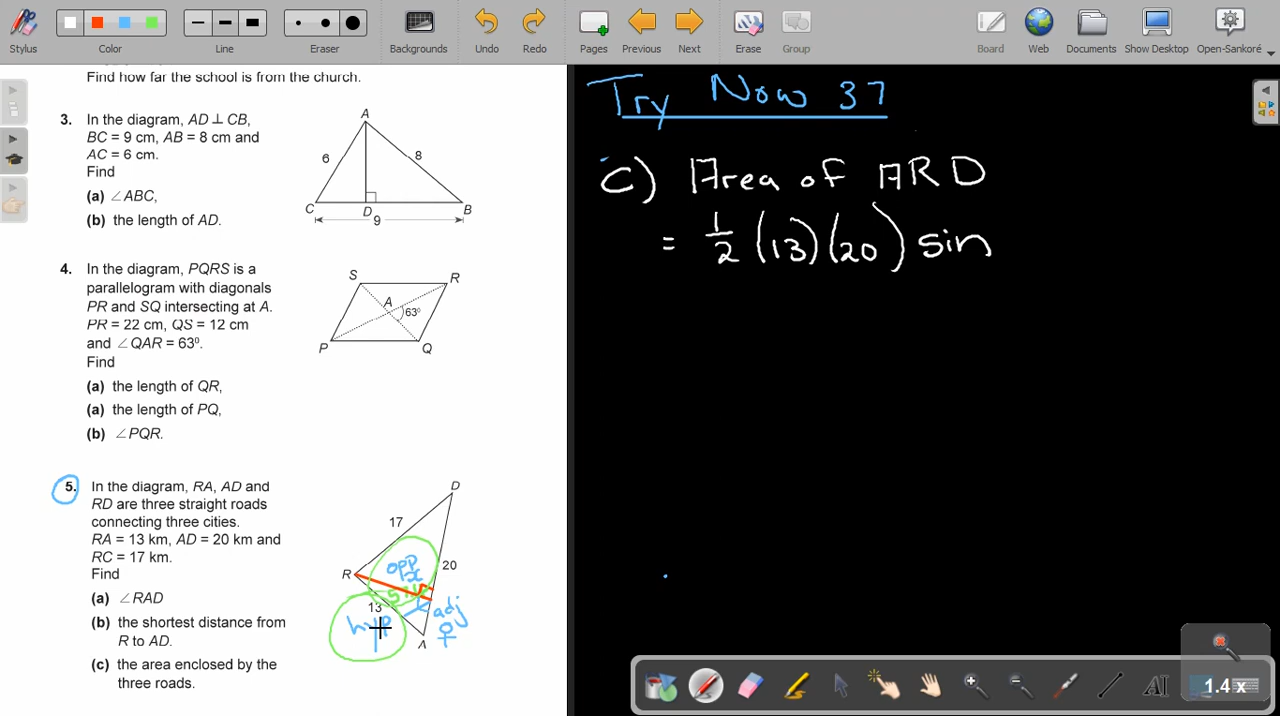 Stylus Color Line Eraser Backgrounds Undo Redo Pages Previous Next Erase Group Board Web Documents Show Desktop Open-Sankoré
Find how far the school is from the church.
3. In the diagram, AD ⊥ CB,
BC = 9 cm, AB = 8 cm and
AC = 6 cm.
Find
(a) ∠ABC,
(b) the length of AD.
A
6 8
C D B
9
4. In the diagram, PQRS is a
parallelogram with diagonals
PR and SQ intersecting at A.
PR = 22 cm, QS = 12 cm
and ∠QAR = 63⁰.
Find
(a) the length of QR,
(a) the length of PQ,
(b) ∠PQR.
S R
A
63⁰
P Q
5. In the diagram, RA, AD and
RD are three straight roads
connecting three cities.
RA = 13 km, AD = 20 km and
RC = 17 km.
Find
(a) ∠RAD
(b) the shortest distance from
R to AD.
(c) the area enclosed by the
three roads.
D
17
opp
x
20
R
13
adj
hyp
A
Try Now 37
c) Area of ARD
= ½ (13)(20) sin
1.4 x